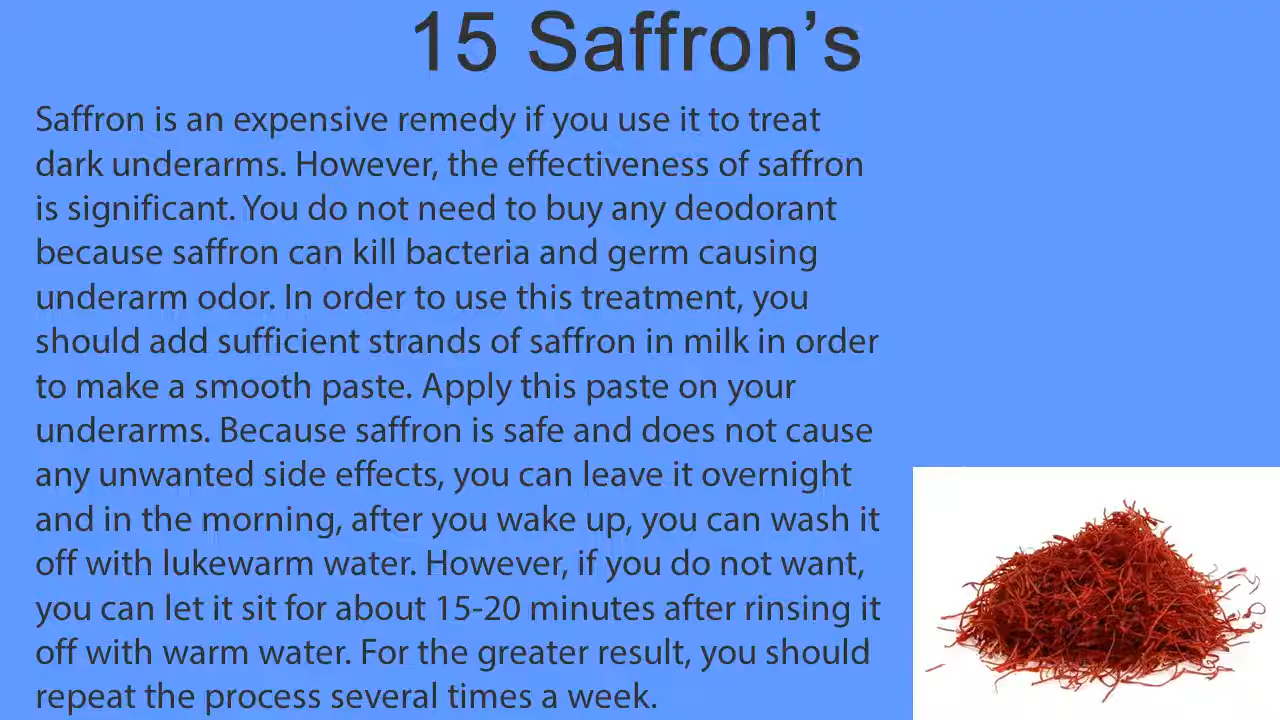 15 Saffron’s
Saffron is an expensive remedy if you use it to treat
dark underarms. However, the effectiveness of saffron
is significant. You do not need to buy any deodorant
because saffron can kill bacteria and germ causing
underarm odor. In order to use this treatment, you
should add sufficient strands of saffron in milk in order
to make a smooth paste. Apply this paste on your
underarms. Because saffron is safe and does not cause
any unwanted side effects, you can leave it overnight
and in the morning, after you wake up, you can wash it
off with lukewarm water. However, if you do not want,
you can let it sit for about 15-20 minutes after rinsing it
off with warm water. For the greater result, you should
repeat the process several times a week.